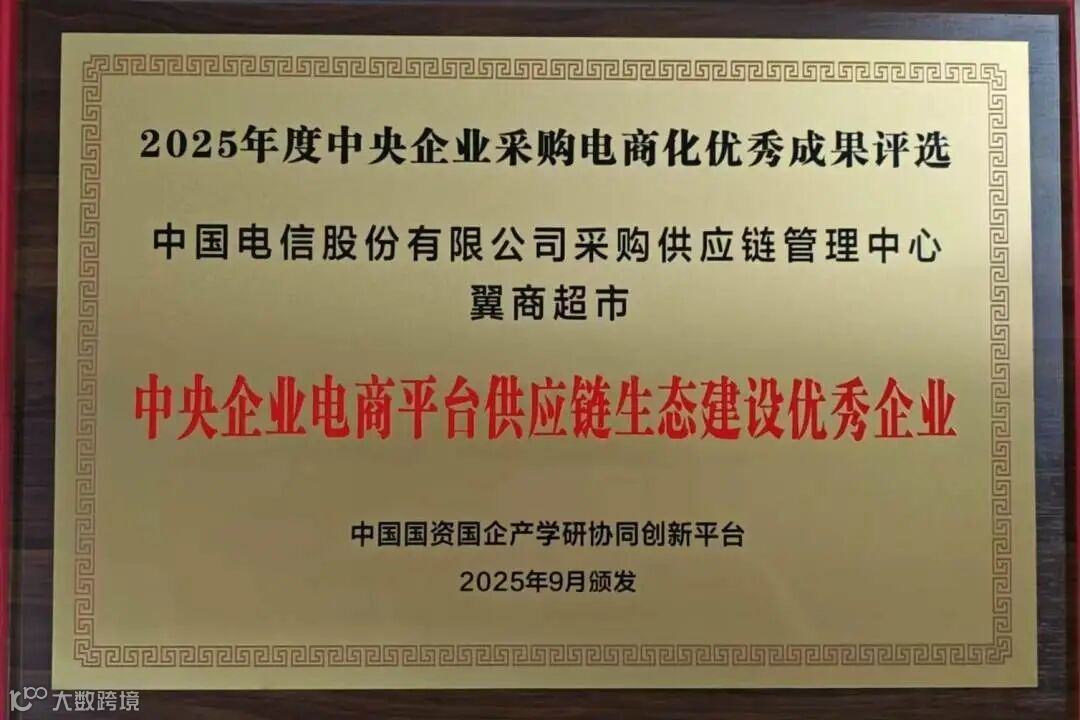 2025年度中央企业采购电商化优秀成果评选
中国电信股份有限公司采购供应链管理中心
翼商超市
中央企业电商平台供应链生态建设优秀企业
中国国资国企产学研协同创新平台
2025年9月颁发
大数跨境